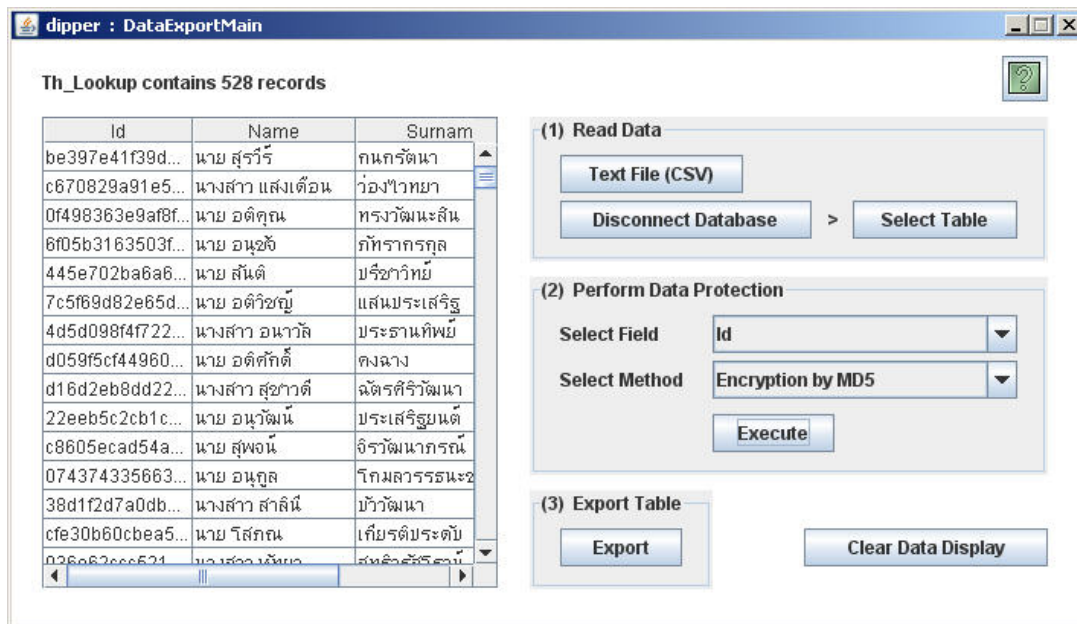 dipper : DataExportMain
Th_Lookup contains 528 records
Id Name Surnam
be397e41f39d... นาย สุรวีร์ กนกรัตนา
c670829a91e5... นางสาว แสงเดือน ว่องไวทยา
0f498363e9af8f... นาย อติคุณ ทรงวัฒนะสิน
6f05b3163503f... นาย อนุชัจ ภัทรากรกุล
445e702ba6a6... นาย สันติ ปรีชาวิทย์
7c5f69d82e65d... นาย อติวิชญ์ แสนประเสริฐ
4d5d098f4f722... นางสาว อนาวัล ประธานทิพย์
d059f5cf44960... นาย อดิศักดิ์ คงฉาง
d16d2eb8dd22... นางสาว สุชาวดี ฉัตรศิริวัฒนา
22eeb5c2cb1c... นาย อนุวัฒน์ ประเสริฐยนต์
c8605ecad54a... นาย สุพจน์ จิรวัฒนาภรณ์
074374335663... นาย อนุกูล โกมลวรรธนะช
38d1f2d7a0db... นางสาว สาลินี บัววัฒนา
cfe30b60cbea5... นาย โสภณ เกียรติประดับ
(1) Read Data
Text File (CSV)
Disconnect Database > Select Table
(2) Perform Data Protection
Select Field Id
Select Method Encryption by MD5
Execute
(3) Export Table
Export
Clear Data Display